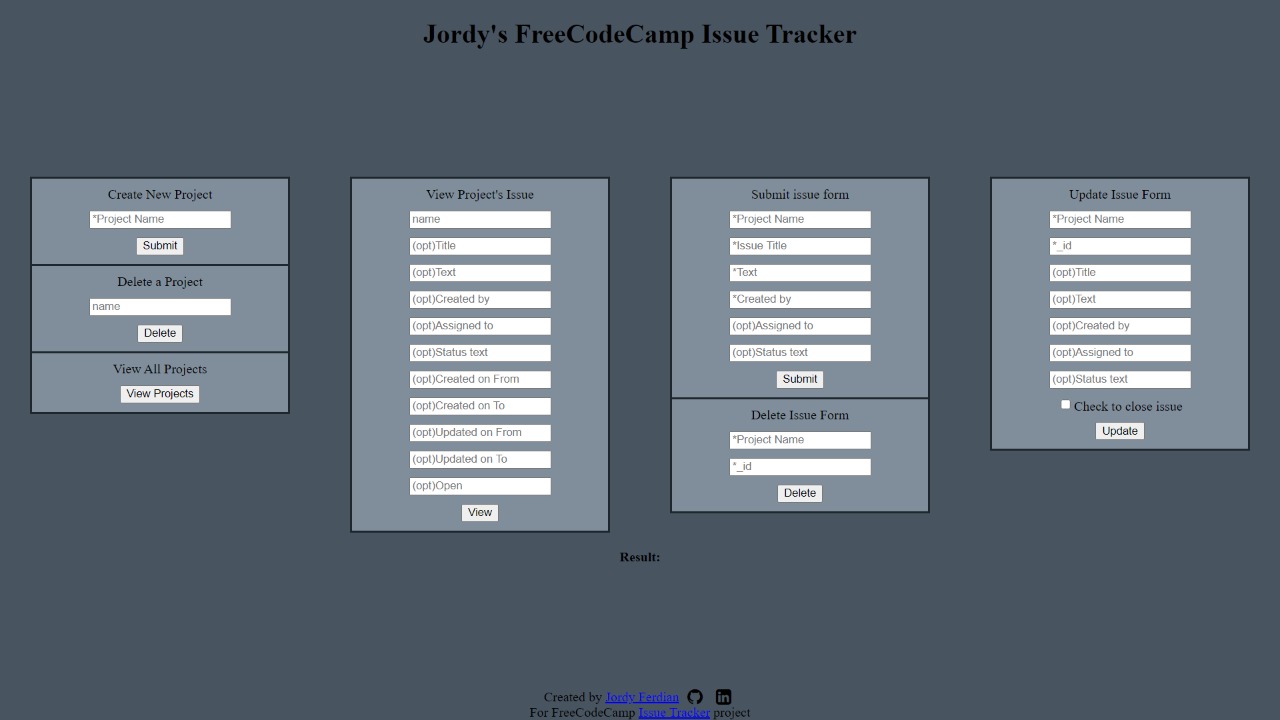 Jordy's FreeCodeCamp Issue Tracker
Create New Project
*Project Name
Submit
Delete a Project
name
Delete
View All Projects
View Projects
View Project's Issue
name
(opt)Title
(opt)Text
(opt)Created by
(opt)Assigned to
(opt)Status text
(opt)Created on From
(opt)Created on To
(opt)Updated on From
(opt)Updated on To
(opt)Open
View
Submit issue form
*Project Name
*Issue Title
*Text
*Created by
(opt)Assigned to
(opt)Status text
Submit
Delete Issue Form
*Project Name
*_id
Delete
Update Issue Form
*Project Name
*_id
(opt)Title
(opt)Text
(opt)Created by
(opt)Assigned to
(opt)Status text
Check to close issue
Update
Result:
Created by Jordy Ferdian
For FreeCodeCamp Issue Tracker project